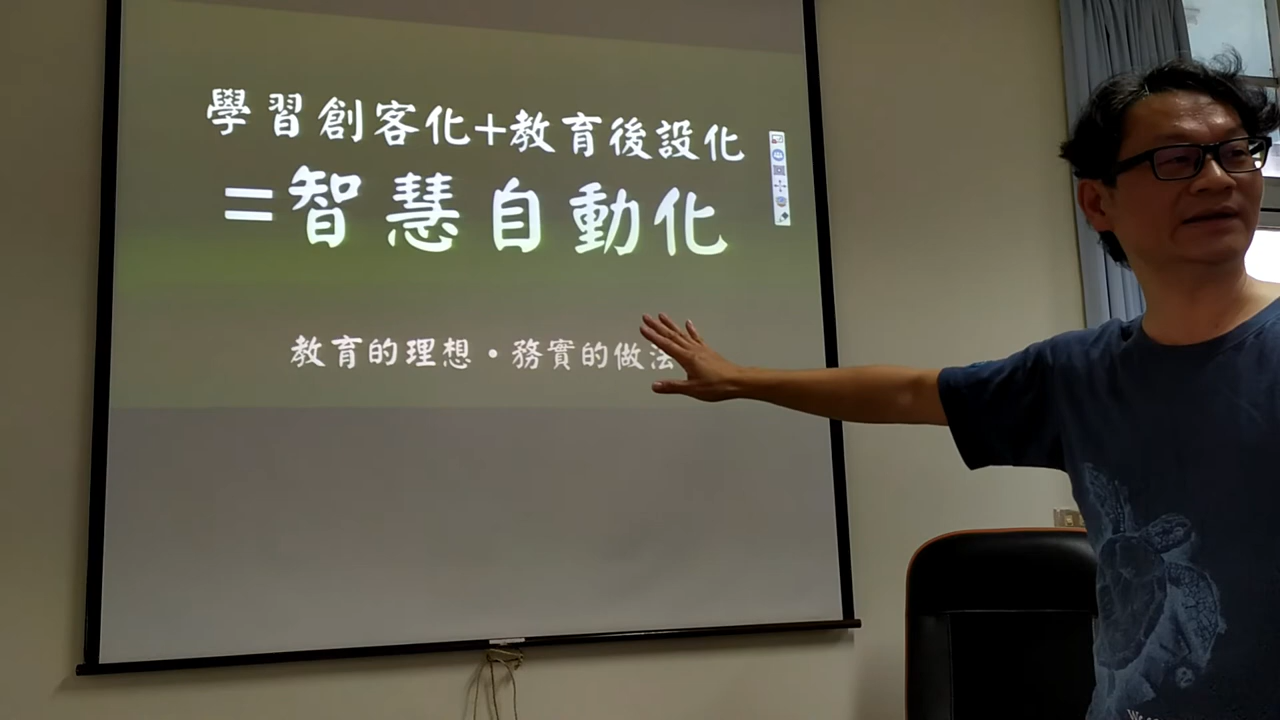 學習創客化+教育後設化
=智慧自動化
教育的理想•務實的做法